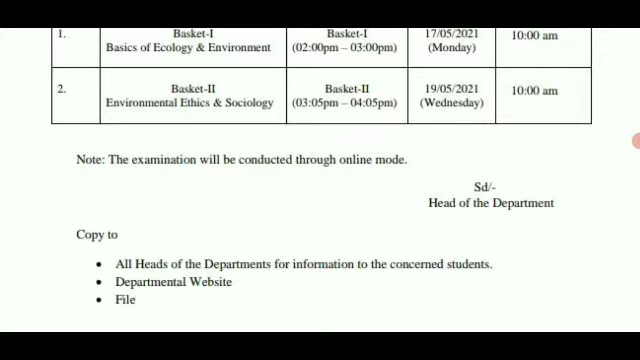 1. Basket-I Basket-I 17/05/2021 10:00 am
Basics of Ecology & Environment (02:00pm – 03:00pm) (Monday)
2. Basket-II Basket-II 19/05/2021 10:00 am
Environmental Ethics & Sociology (03:05pm – 04:05pm) (Wednesday)
Note: The examination will be conducted through online mode.
Sd/-
Head of the Department
Copy to
• All Heads of the Departments for information to the concerned students.
• Departmental Website
• File